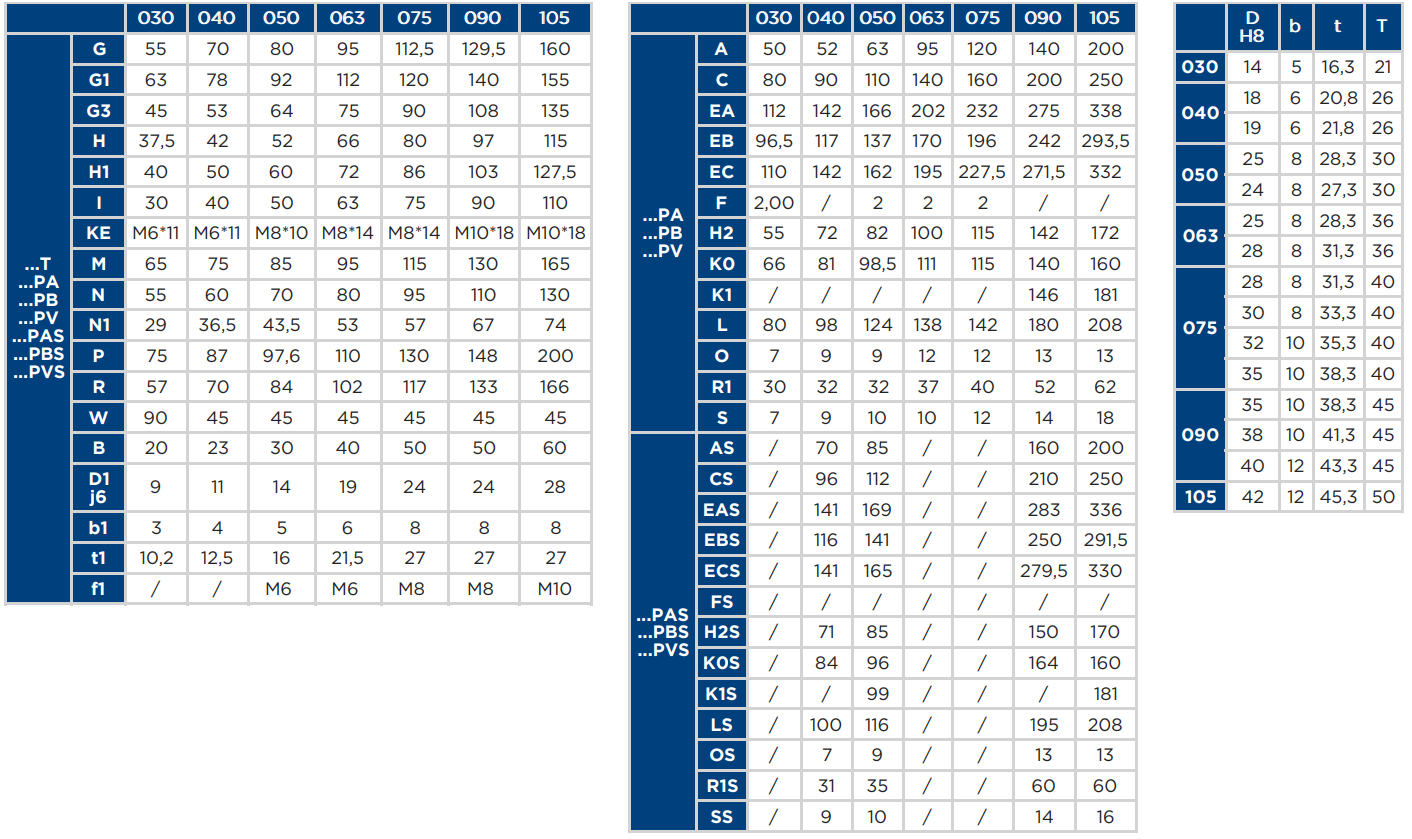 030 040 050 063 075 090 105
...T
...PA
...PB
...PV
...PAS
...PBS
...PVS
G 55 70 80 95 112,5 129,5 160
G1 63 78 92 112 120 140 155
G3 45 53 64 75 90 108 135
H 37,5 42 52 66 80 97 115
H1 40 50 60 72 86 103 127,5
I 30 40 50 63 75 90 110
KE M6*11 M6*11 M8*10 M8*14 M8*14 M10*18 M10*18
M 65 75 85 95 115 130 165
N 55 60 70 80 95 110 130
N1 29 36,5 43,5 53 57 67 74
P 75 87 97,6 110 130 148 200
R 57 70 84 102 117 133 166
W 90 45 45 45 45 45 45
B 20 23 30 40 50 50 60
D1
j6 9 11 14 19 24 24 28
b1 3 4 5 6 8 8 8
t1 10,2 12,5 16 21,5 27 27 27
f1 / / M6 M6 M8 M8 M10
030 040 050 063 075 090 105
...PA
...PB
...PV
A 50 52 63 95 120 140 200
C 80 90 110 140 160 200 250
EA 112 142 166 202 232 275 338
EB 96,5 117 137 170 196 242 293,5
EC 110 142 162 195 227,5 271,5 332
F 2,00 / 2 2 2 / /
H2 55 72 82 100 115 142 172
K0 66 81 98,5 111 115 140 160
K1 / / / / / 146 181
L 80 98 124 138 142 180 208
O 7 9 9 12 12 13 13
R1 30 32 32 37 40 52 62
S 7 9 10 10 12 14 18
...PAS
...PBS
...PVS
AS / 70 85 / / 160 200
CS / 96 112 / / 210 250
EAS / 141 169 / / 283 336
EBS / 116 141 / / 250 291,5
ECS / 141 165 / / 279,5 330
FS / / / / / / /
H2S / 71 85 / / 150 170
K0S / 84 96 / / 164 160
K1S / / 99 / / / 181
LS / 100 116 / / 195 208
OS / 7 9 / / 13 13
R1S / 31 35 / / 60 60
SS / 9 10 / / 14 16
D
H8 b t T
030 14 5 16,3 21
040 18 6 20,8 26
19 6 21,8 26
050 25 8 28,3 30
24 8 27,3 30
063 25 8 28,3 36
28 8 31,3 36
075 28 8 31,3 40
30 8 33,3 40
32 10 35,3 40
35 10 38,3 40
090 35 10 38,3 45
38 10 41,3 45
40 12 43,3 45
105 42 12 45,3 50